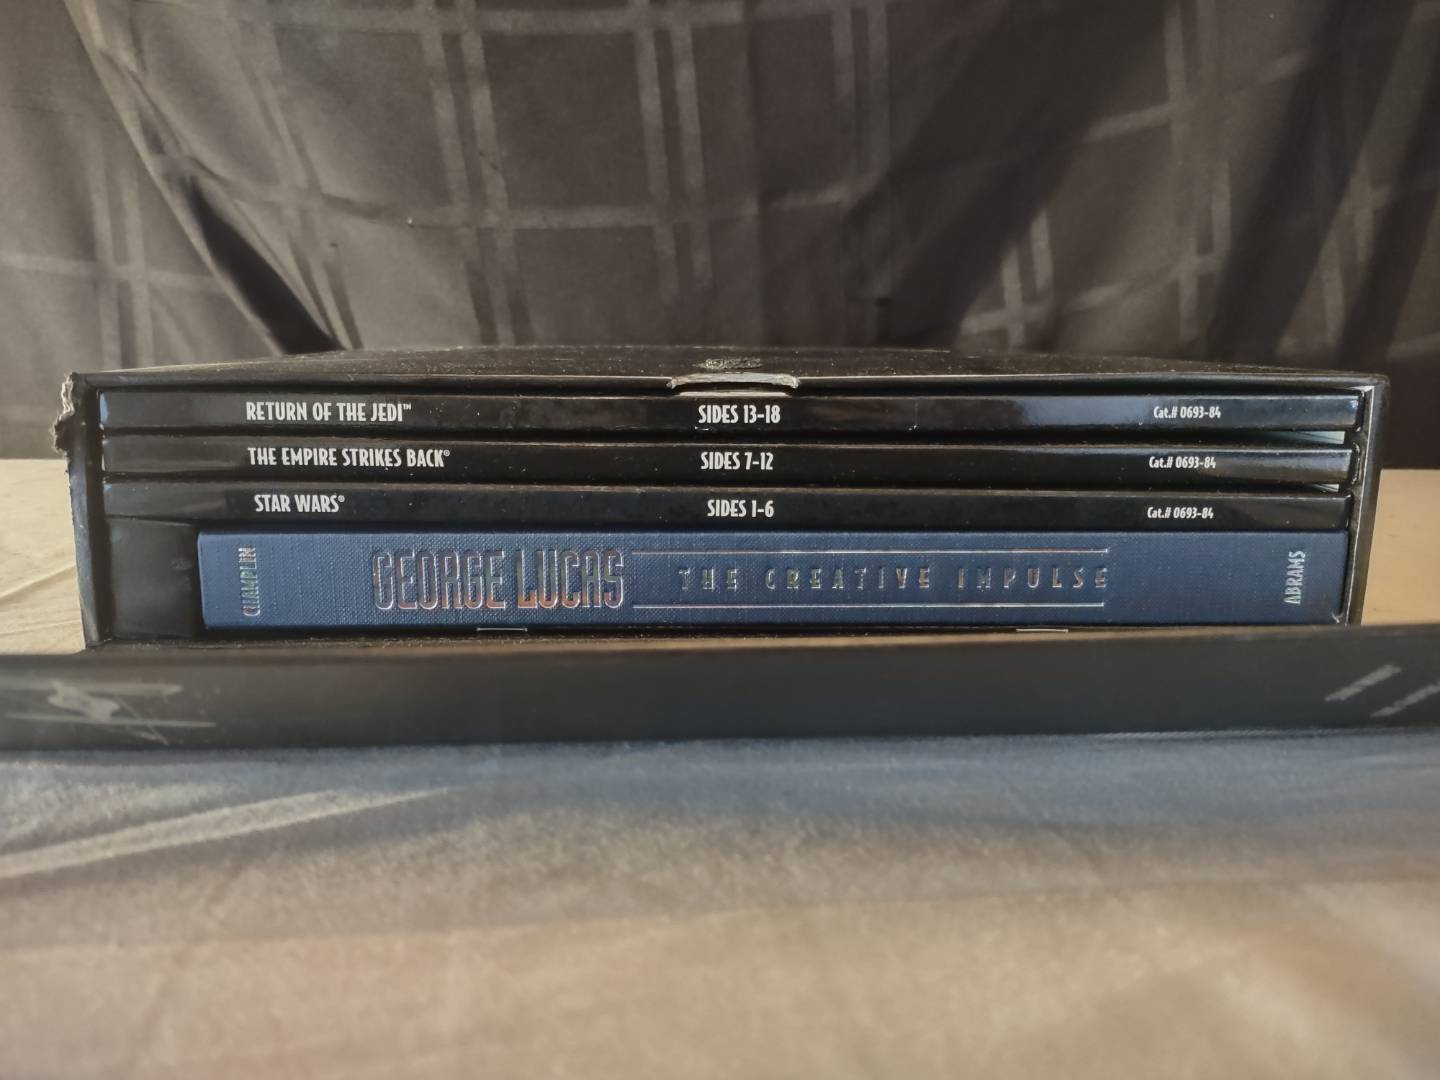 RETURN OF THE JEDI™ SIDES 13-18 Cat.# 0693-84
THE EMPIRE STRIKES BACK® SIDES 7-12 Cat.# 0693-84
STAR WARS® SIDES 1-6 Cat.# 0693-84
CHAMPLIN GEORGE LUCAS THE CREATIVE IMPULSE ABRAMS